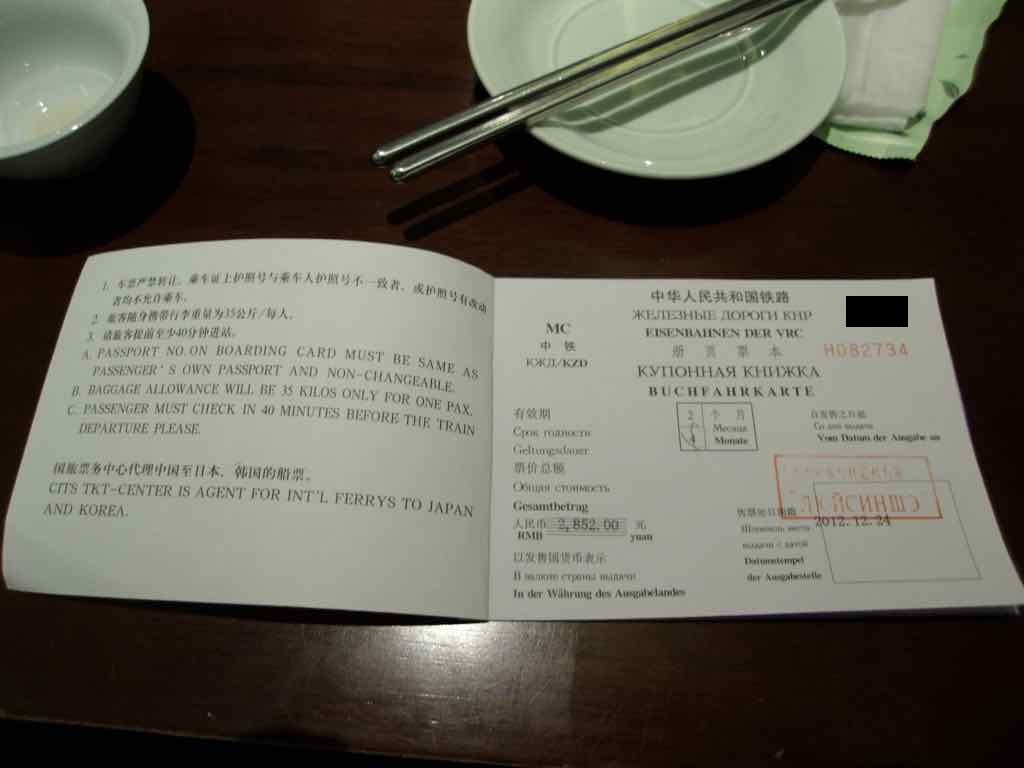 1. 车票严禁转让。乘车证上护照号与乘车人护照号不一致者、或护照号有改动
者均不允许乘车。
2. 旅客随身携带行李重量为35公斤/每人。
3. 请旅客提前至少40分钟进站。
A. PASSPORT NO. ON BOARDING CARD MUST BE SAME AS
PASSENGER'S OWN PASSPORT AND NON-CHANGEABLE.
B. BAGGAGE ALLOWANCE WILL BE 35 KILOS ONLY FOR ONE PAX.
C. PASSENGER MUST CHECK IN 40 MINUTES BEFORE THE TRAIN
DEPARTURE PLEASE.
国旅票务中心代理中国至日本、韩国的船票。
CITS TKT-CENTER IS AGENT FOR INT'L FERRYS TO JAPAN
AND KOREA.
MC
中 铁
КЖД/KZD
中华人民共和国铁路
ЖЕЛЕЗНЫЕ ДОРОГИ КНР
EISENBAHNEN DER VRC
册 页 票 本
КУПОННАЯ КНИЖКА
BUCHFAHRKARTE
H082734
有效期
Срок годности
Geltungsdauer
2 个 月
4 Месяца
Monate
自发售之日起
Со дня выдачи
Vom Datum der Ausgabe an
票价总额
Общая стоимость
Gesamtbetrag
人民币 2,852.00 元
RMB yuan
以发售国货币表示
В валюте страны выдачи
In der Währung des Ausgabelandes
Штемпель места
выдачи с датой
Datumstempel
der Ausgabestelle
ЛЮЙСИНШЭ
2012.12.24